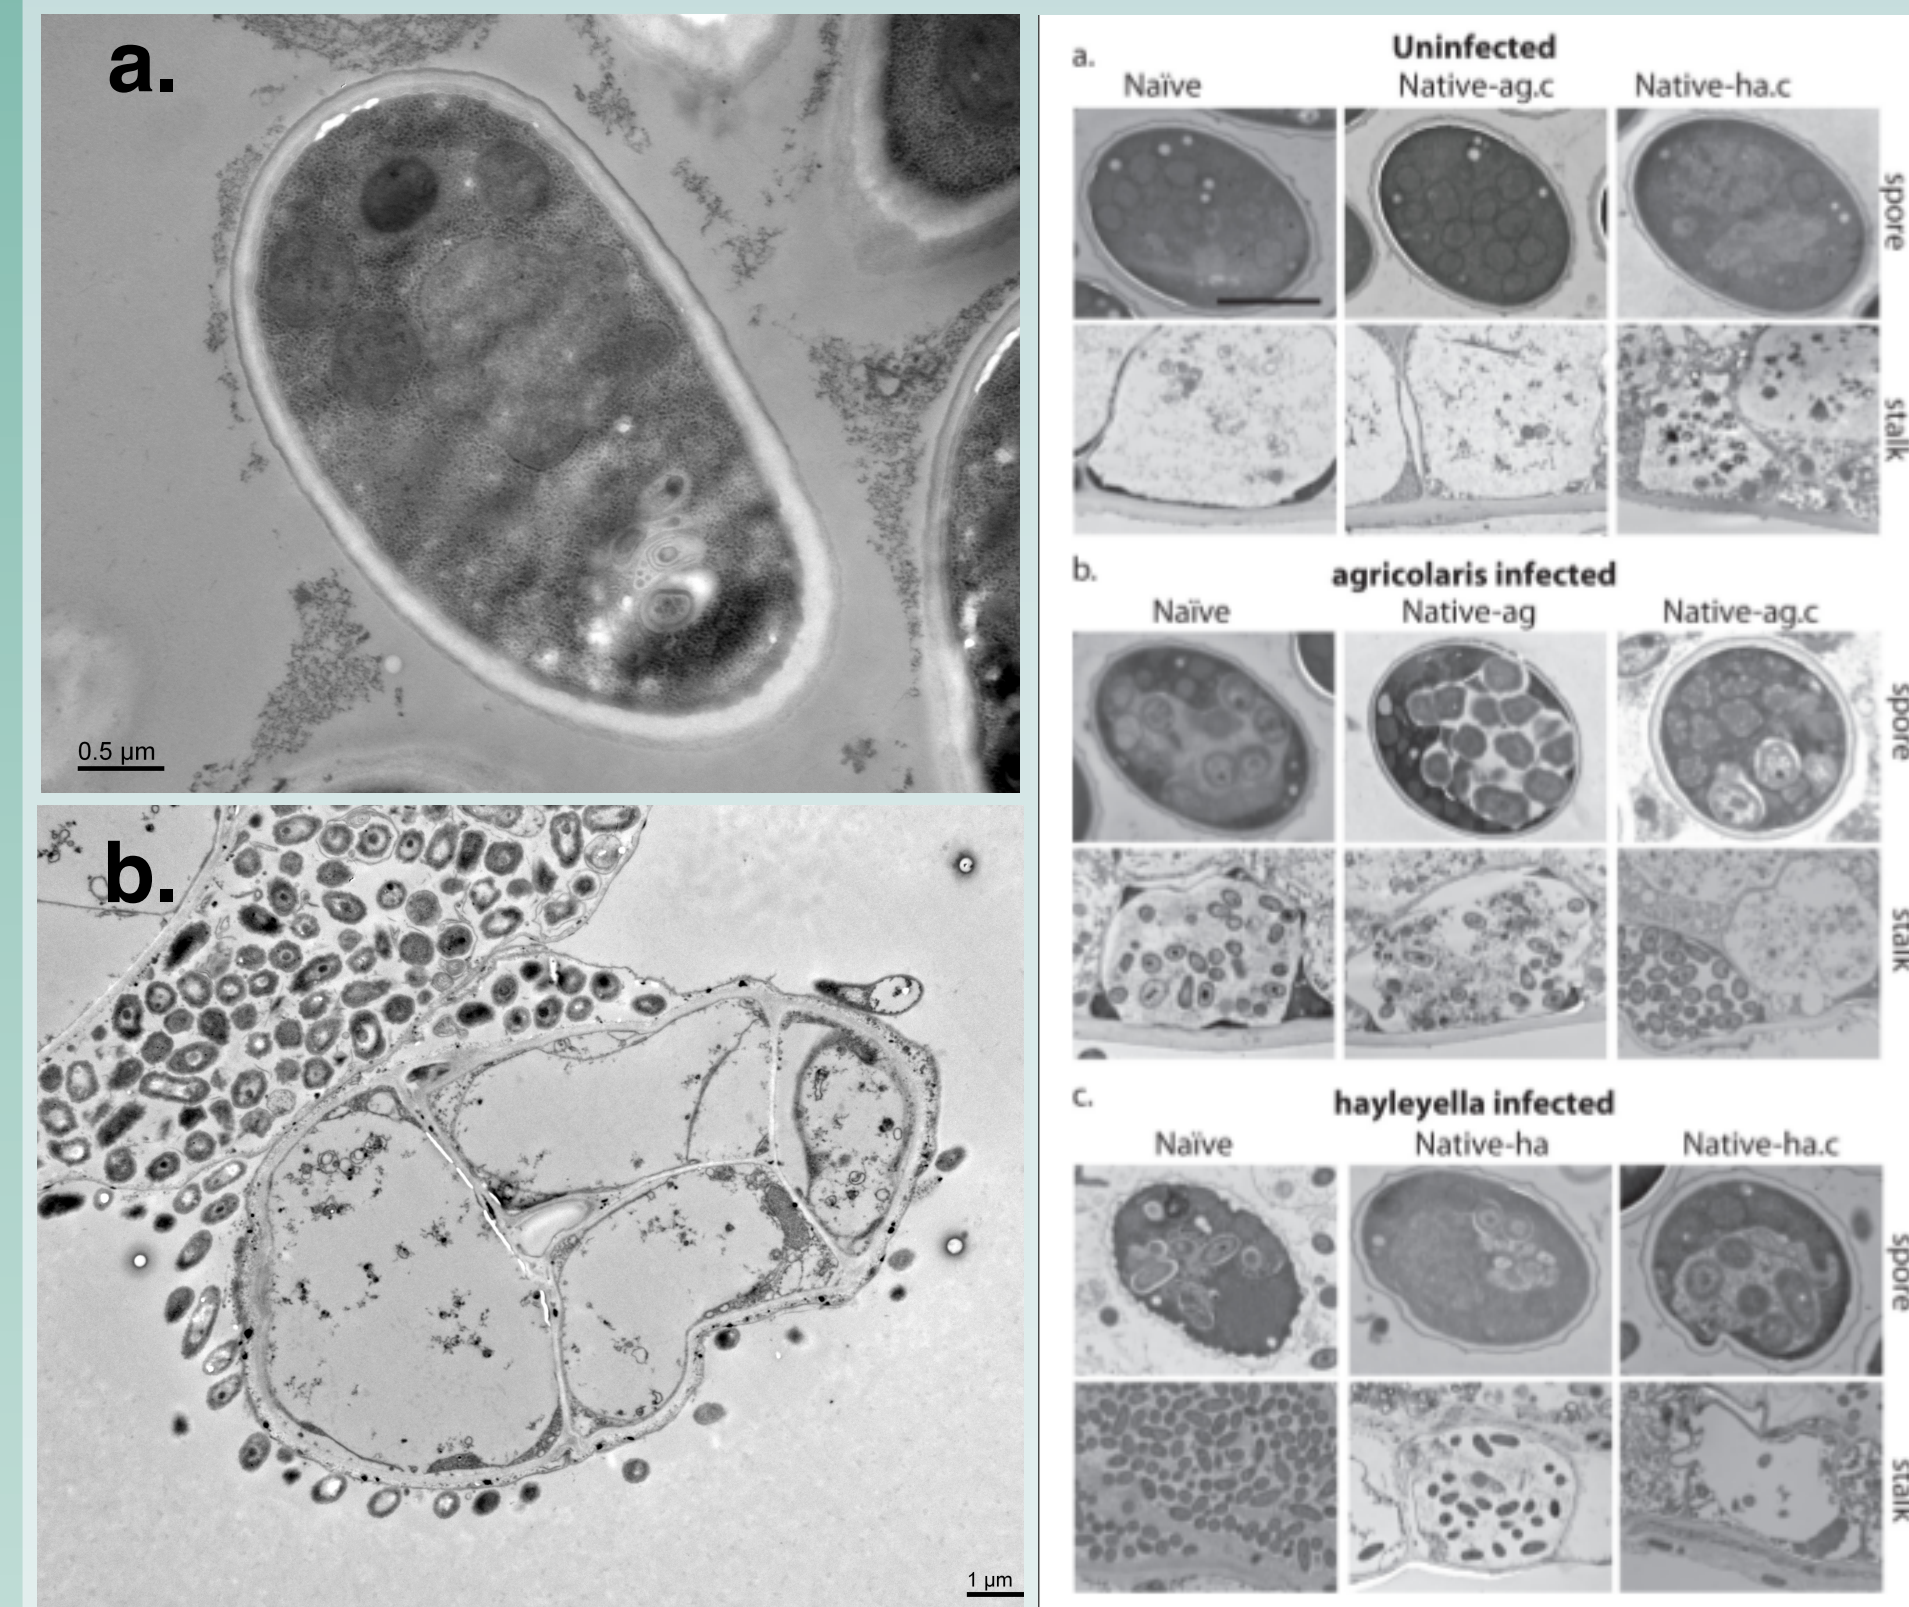 a.
0.5 µm
b.
1 µm
a.
Uninfected
Naïve
Native-ag.c
Native-ha.c
spore
stalk
b.
agricolaris infected
Naïve
Native-ag
Native-ag.c
spore
stalk
c.
hayleyella infected
Naïve
Native-ha
Native-ha.c
spore
stalk